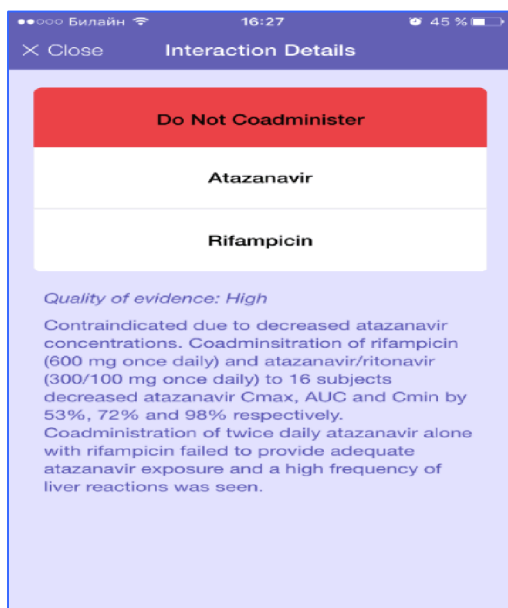 ●●○○○ Билайн 16:27 45 %
✕ Close Interaction Details
Do Not Coadminister
Atazanavir
Rifampicin
Quality of evidence: High
Contraindicated due to decreased atazanavir
concentrations. Coadminsitration of rifampicin
(600 mg once daily) and atazanavir/ritonavir
(300/100 mg once daily) to 16 subjects
decreased atazanavir Cmax, AUC and Cmin by
53%, 72% and 98% respectively.
Coadministration of twice daily atazanavir alone
with rifampicin failed to provide adequate
atazanavir exposure and a high frequency of
liver reactions was seen.